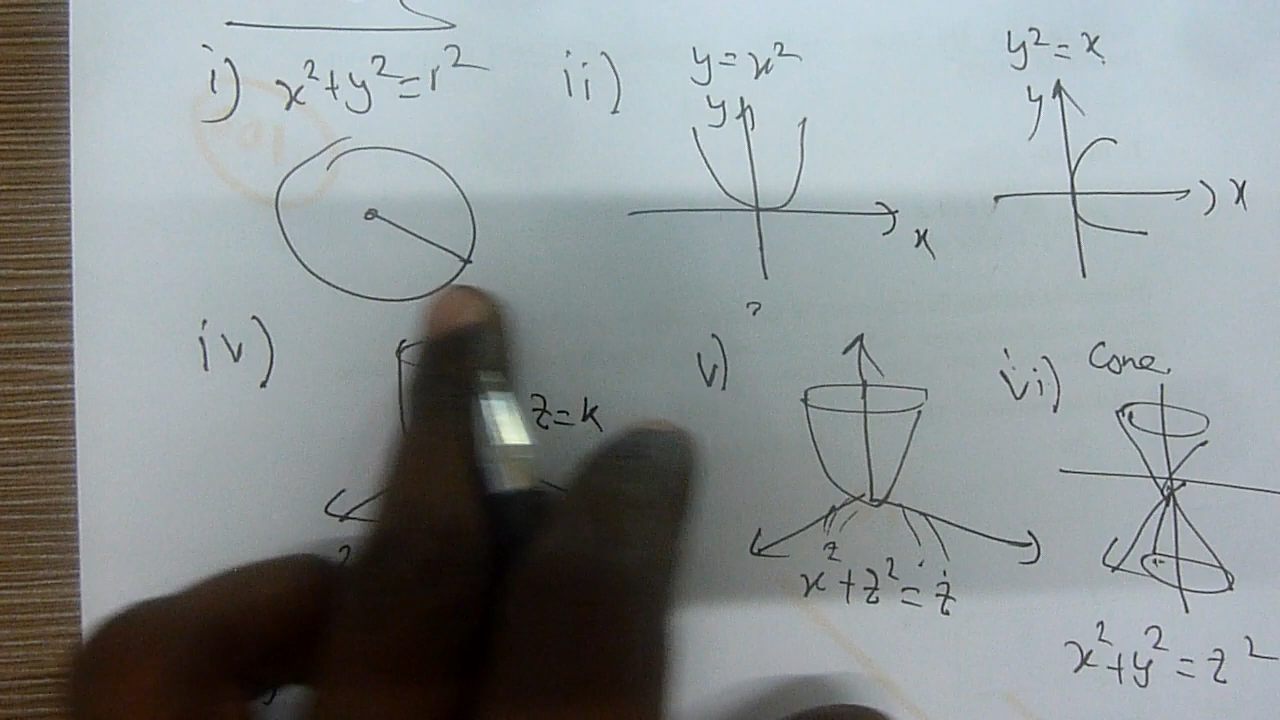 i) x²+y²=r²
ii) y=x²
y
x
y²=x
y
x
iv)
z=k
v)
x²+z²=z
vi) Cone
x²+y²=z²